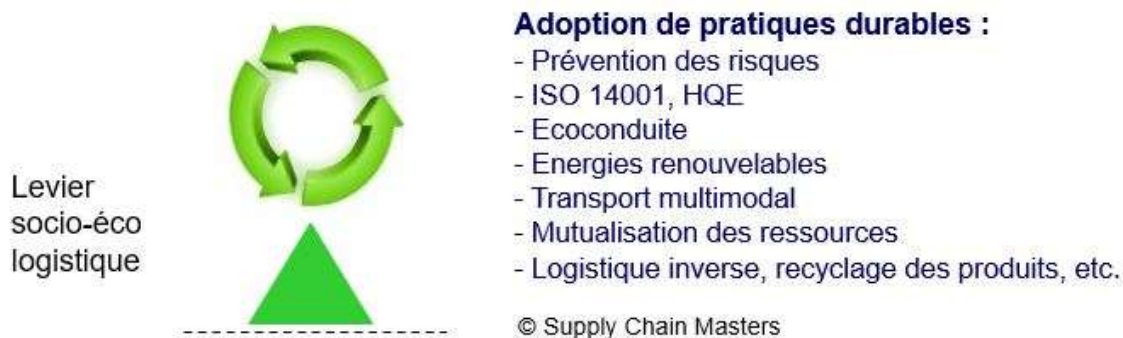 Levier
socio-éco
logistique
Adoption de pratiques durables :
- Prévention des risques
- ISO 14001, HQE
- Ecoconduite
- Energies renouvelables
- Transport multimodal
- Mutualisation des ressources
- Logistique inverse, recyclage des produits, etc.
© Supply Chain Masters